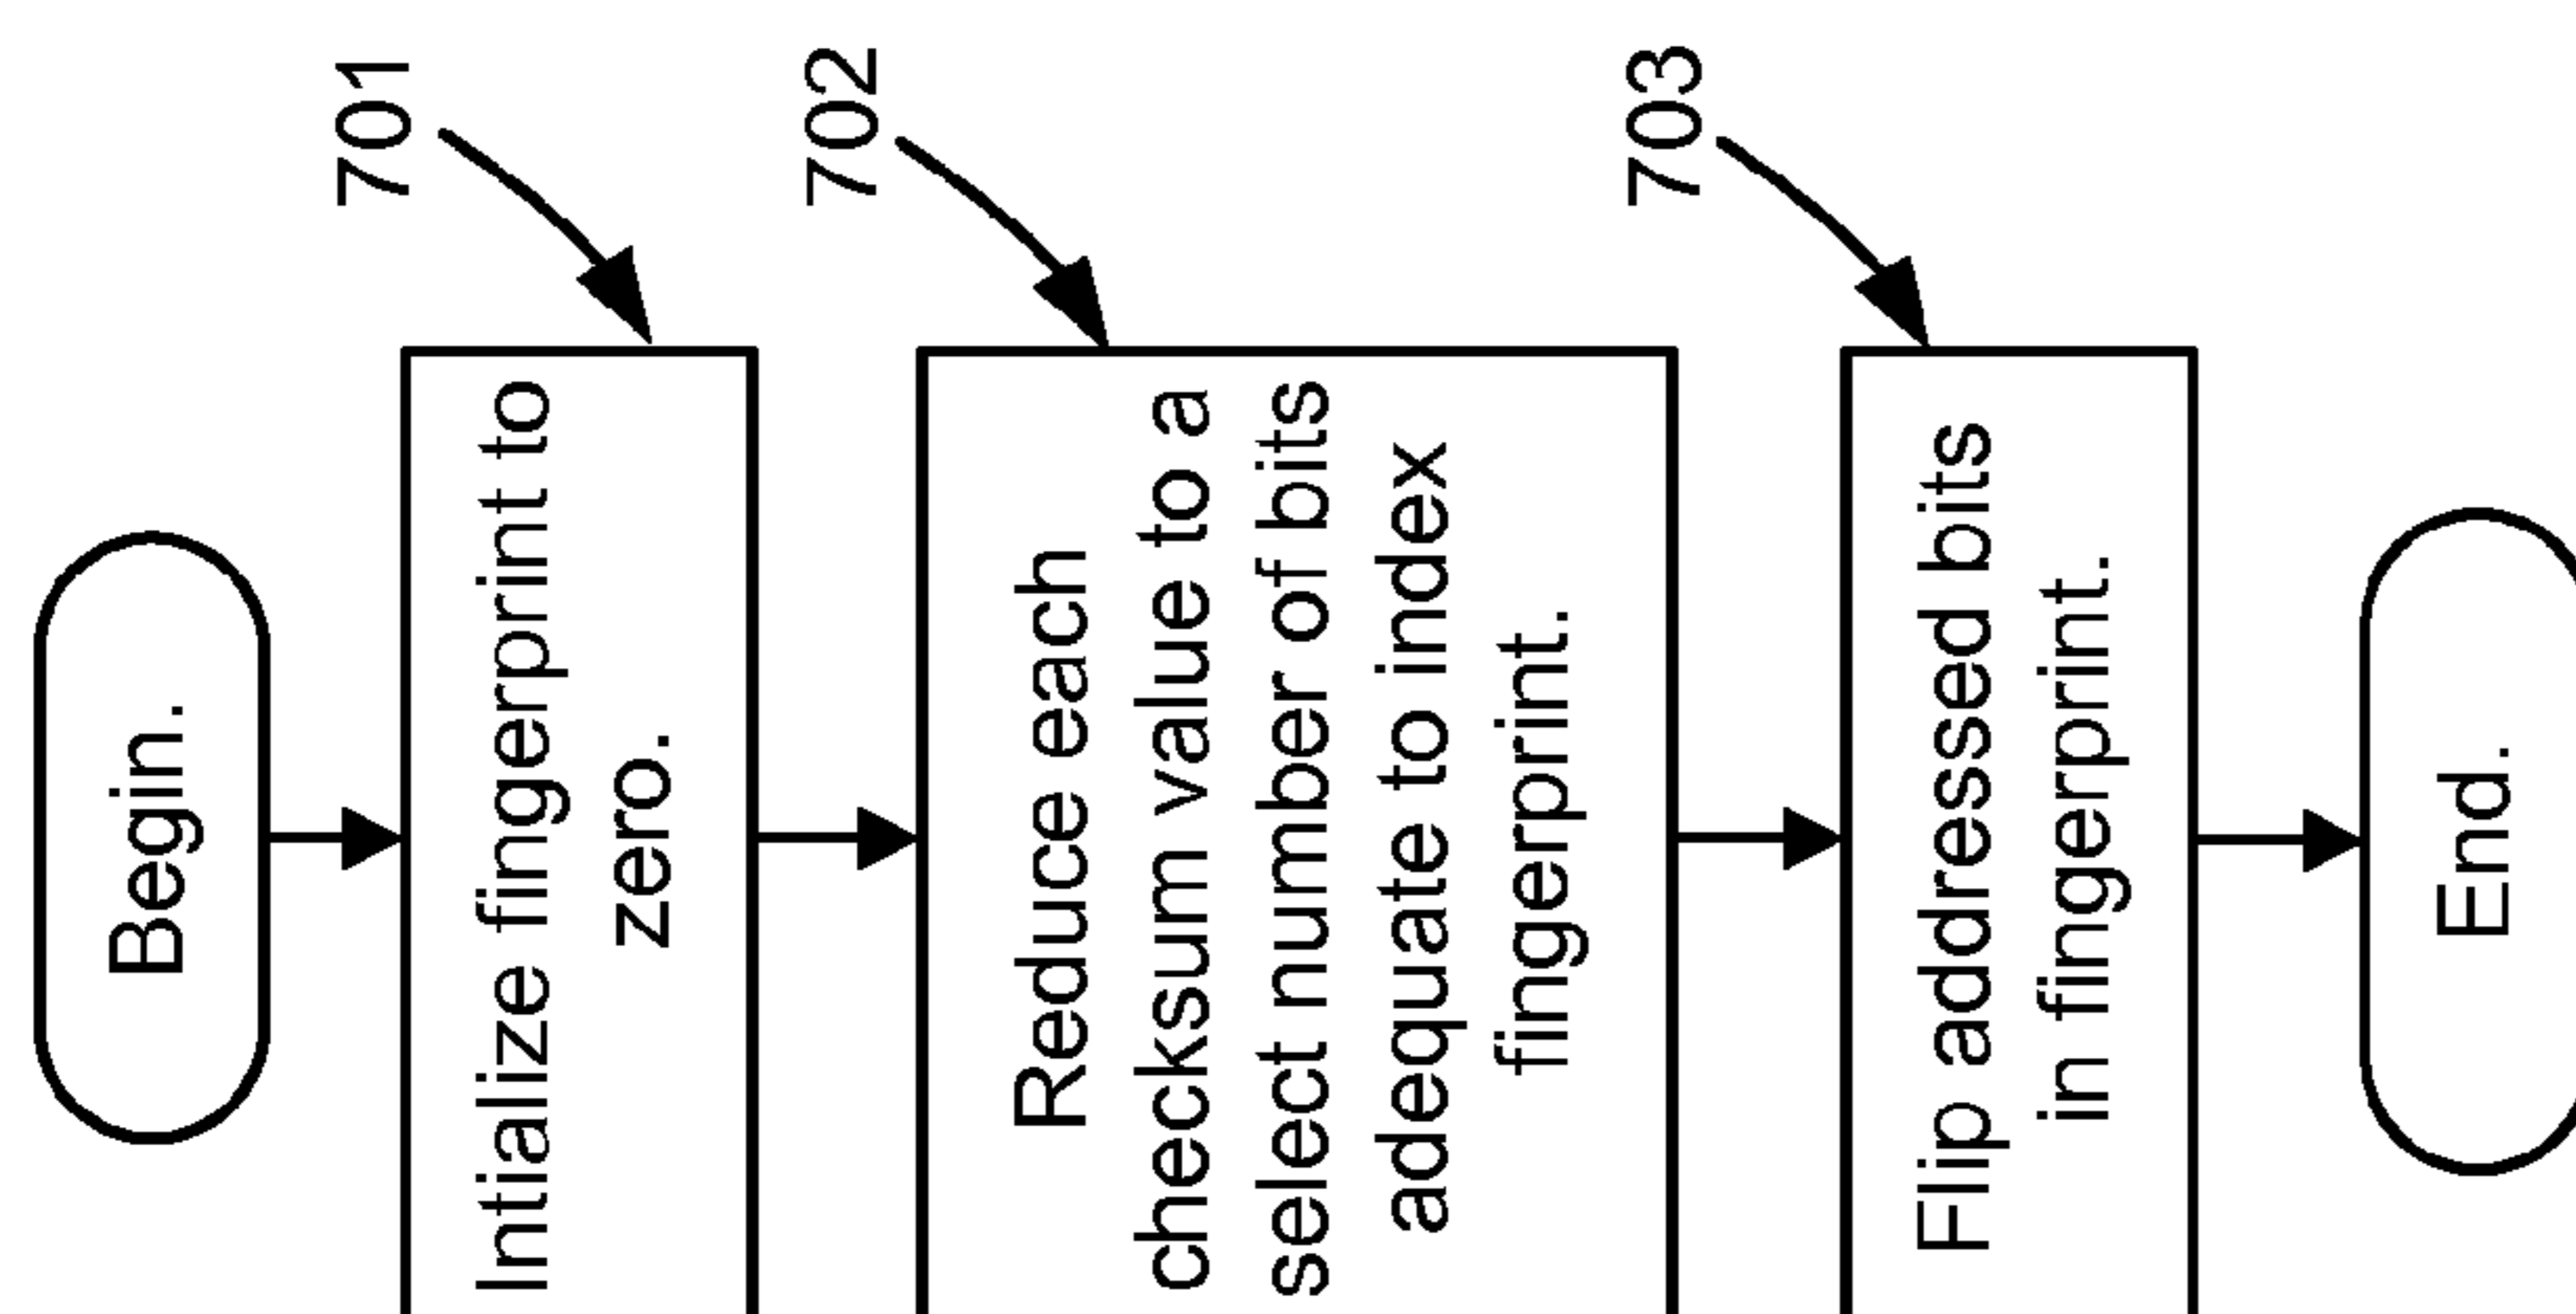 Begin.
701
Intialize fingerprint to
zero.
702
Reduce each
checksum value to a
select number of bits
adequate to index
fingerprint.
703
Flip addressed bits
in fingerprint.
End.